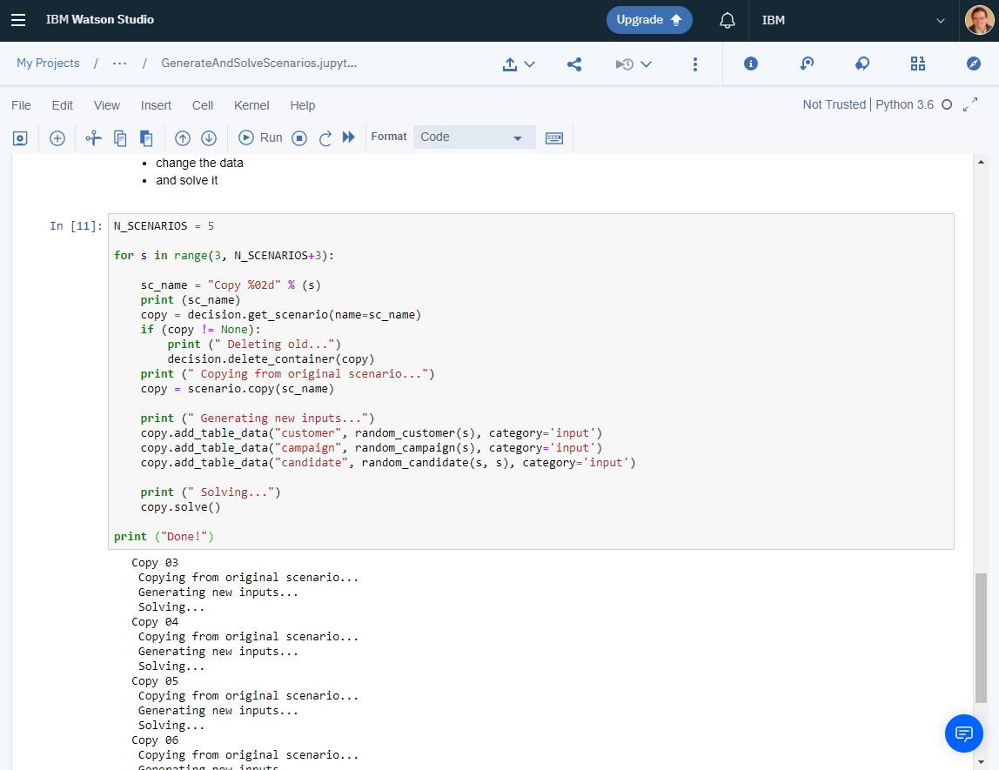 IBM Watson Studio
Upgrade
IBM
My Projects / ... / GenerateAndSolveScenarios.jupyt...
File Edit View Insert Cell Kernel Help
Not Trusted | Python 3.6
Run
Format
Code
• change the data
• and solve it
In [11]:
N_SCENARIOS = 5
for s in range(3, N_SCENARIOS+3):
    sc_name = "Copy %02d" % (s)
    print (sc_name)
    copy = decision.get_scenario(name=sc_name)
    if (copy != None):
        print (" Deleting old...")
        decision.delete_container(copy)
    print (" Copying from original scenario...")
    copy = scenario.copy(sc_name)
    print (" Generating new inputs...")
    copy.add_table_data("customer", random_customer(s), category='input')
    copy.add_table_data("campaign", random_campaign(s), category='input')
    copy.add_table_data("candidate", random_candidate(s, s), category='input')
    print (" Solving...")
    copy.solve()
print ("Done!")
Copy 03
 Copying from original scenario...
 Generating new inputs...
 Solving...
Copy 04
 Copying from original scenario...
 Generating new inputs...
 Solving...
Copy 05
 Copying from original scenario...
 Generating new inputs...
 Solving...
Copy 06
 Copying from original scenario...
 Generating new inputs